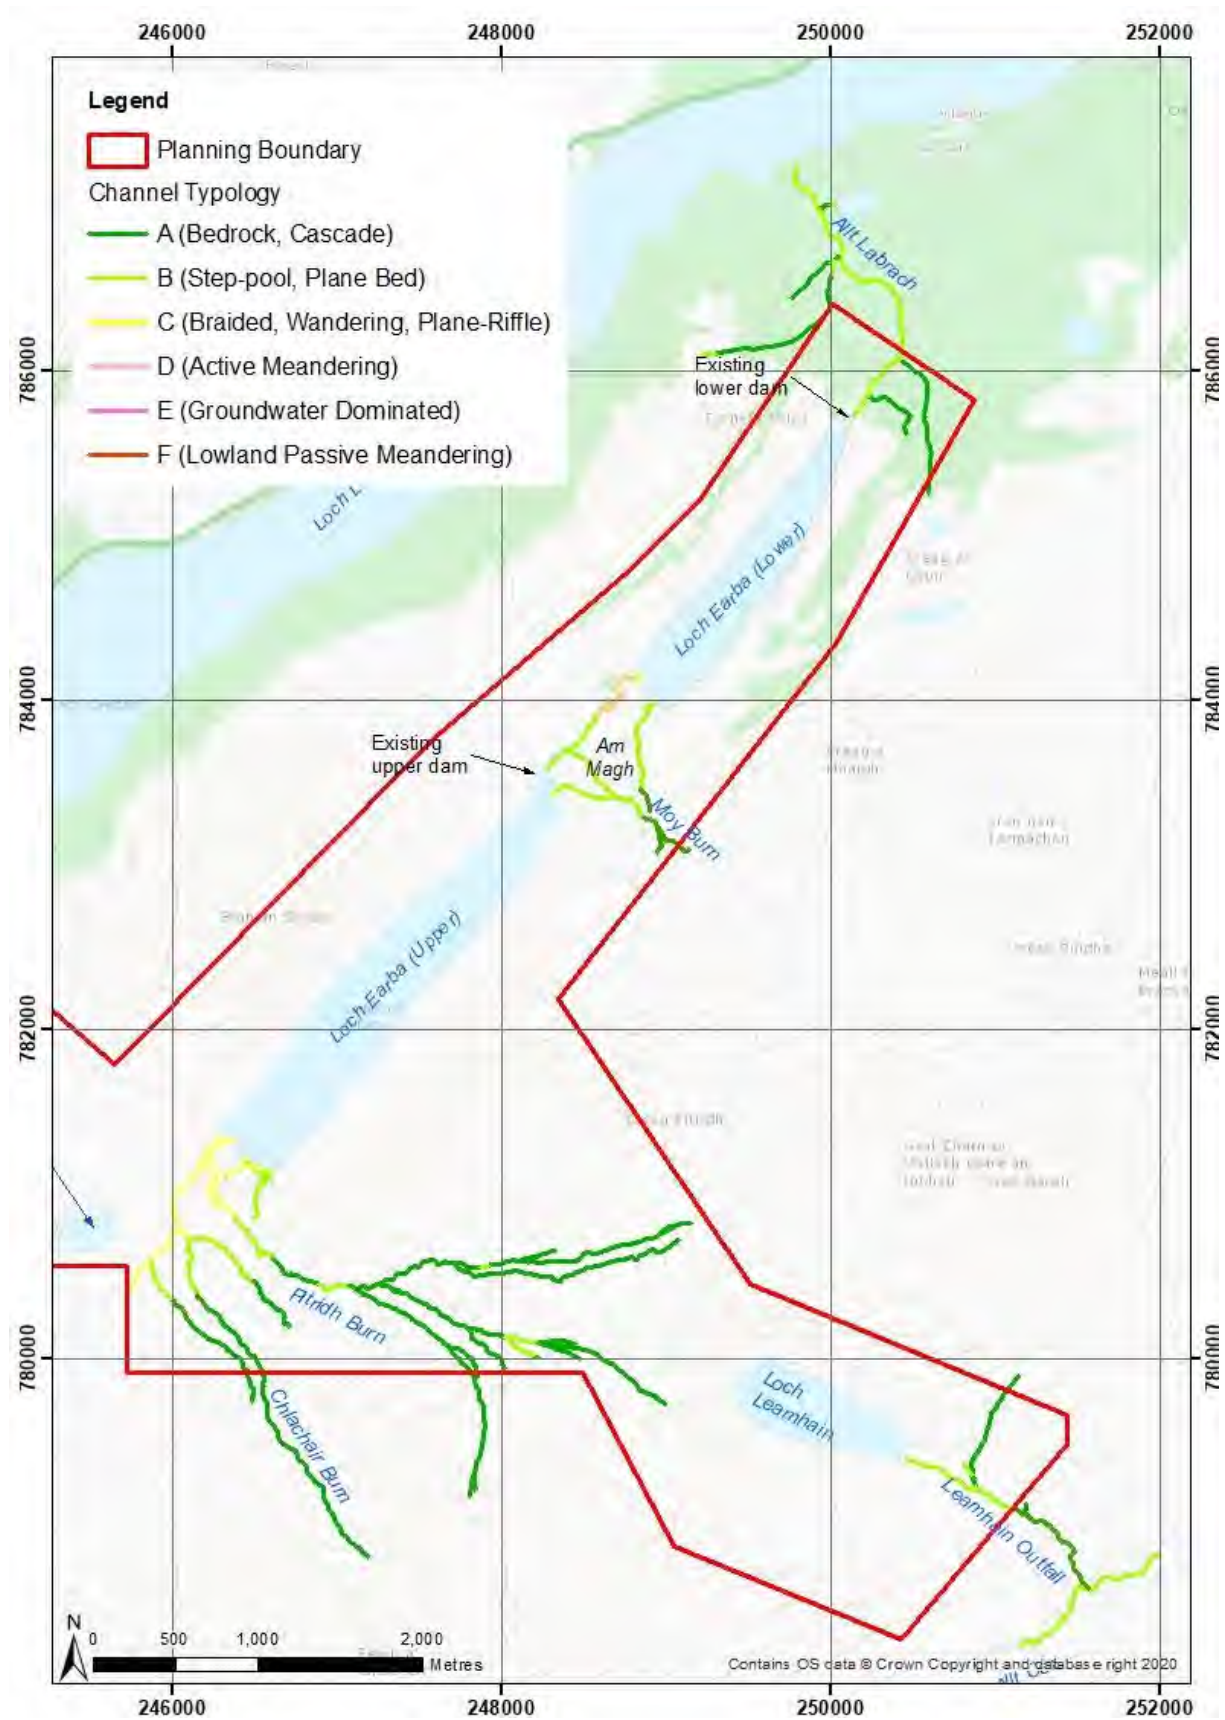 246000 248000 250000 252000
Legend
Planning Boundary
Channel Typology
A (Bedrock, Cascade)
B (Step-pool, Plane Bed)
C (Braided, Wandering, Plane-Riffle)
D (Active Meandering)
E (Groundwater Dominated)
F (Lowland Passive Meandering)
Allt Labrach
786000
786000
Existing
lower dam
Loch L
Loch Earba (Lower)
784000
784000
Existing
upper dam
Am
Magh
Moy Burn
Loch Earba (Upper)
782000
782000
Pitridh Burn
780000
780000
Loch
Leamhain
Chlachair Burn
Leamhain Outfall
N
0 500 1,000 2,000
Metres
Contains OS data © Crown Copyright and database right 2020
246000 248000 250000 252000